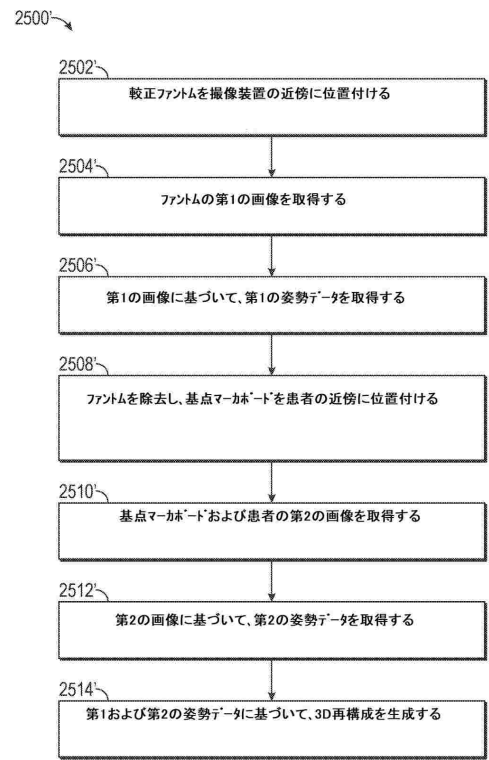 2500'
2502'
較正ファントムを撮像装置の近傍に位置付ける
2504'
ファントムの第1の画像を取得する
2506'
第1の画像に基づいて、第1の姿勢データを取得する
2508'
ファントムを除去し、基点マーカボードを患者の近傍に位置付ける
2510'
基点マーカボードおよび患者の第2の画像を取得する
2512'
第2の画像に基づいて、第2の姿勢データを取得する
2514'
第1および第2の姿勢データに基づいて、3D再構成を生成する